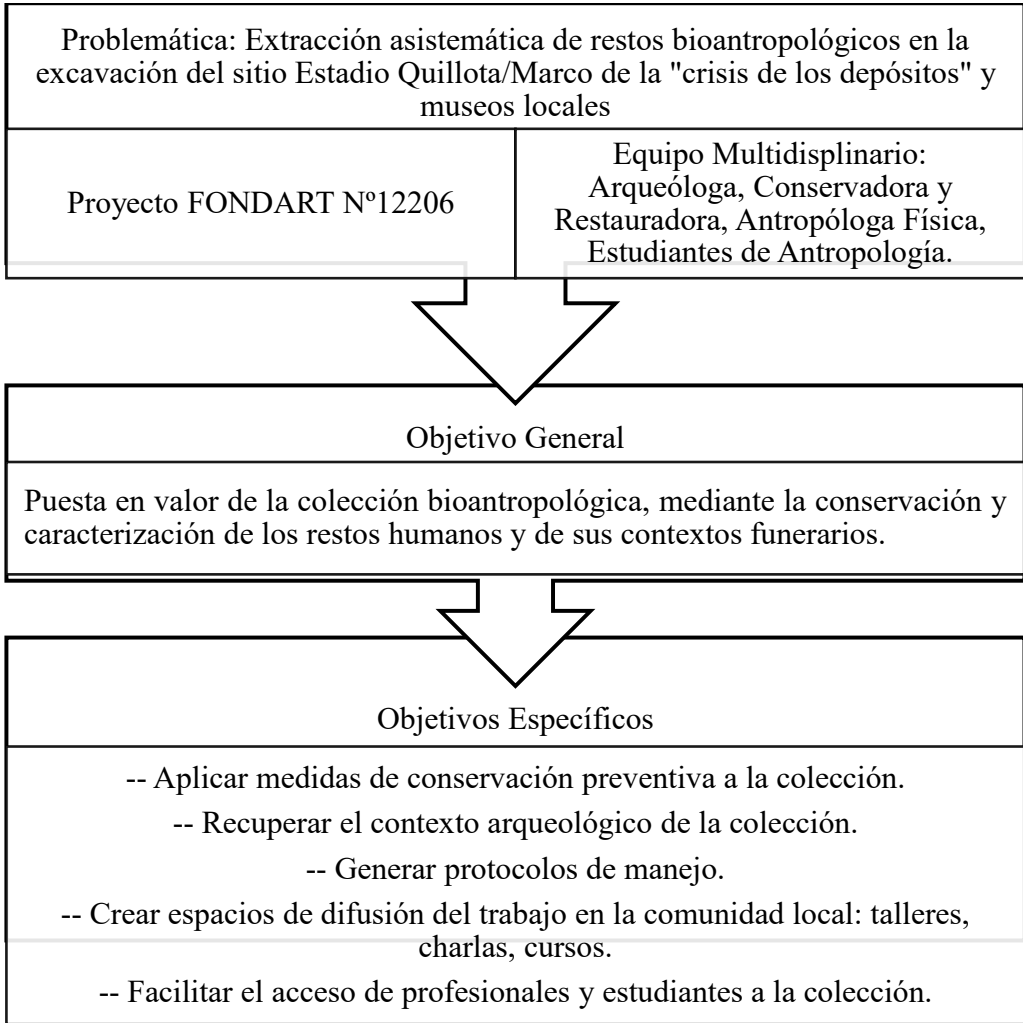 Problemática: Extracción asistemática de restos bioantropológicos en la
excavación del sitio Estadio Quillota/Marco de la "crisis de los depósitos" y
museos locales
Proyecto FONDART Nº12206
Equipo Multidisplinario:
Arqueóloga, Conservadora y
Restauradora, Antropóloga Física,
Estudiantes de Antropología.
Objetivo General
Puesta en valor de la colección bioantropológica, mediante la conservación y
caracterización de los restos humanos y de sus contextos funerarios.
Objetivos Específicos
-- Aplicar medidas de conservación preventiva a la colección.
-- Recuperar el contexto arqueológico de la colección.
-- Generar protocolos de manejo.
-- Crear espacios de difusión del trabajo en la comunidad local: talleres,
charlas, cursos.
-- Facilitar el acceso de profesionales y estudiantes a la colección.